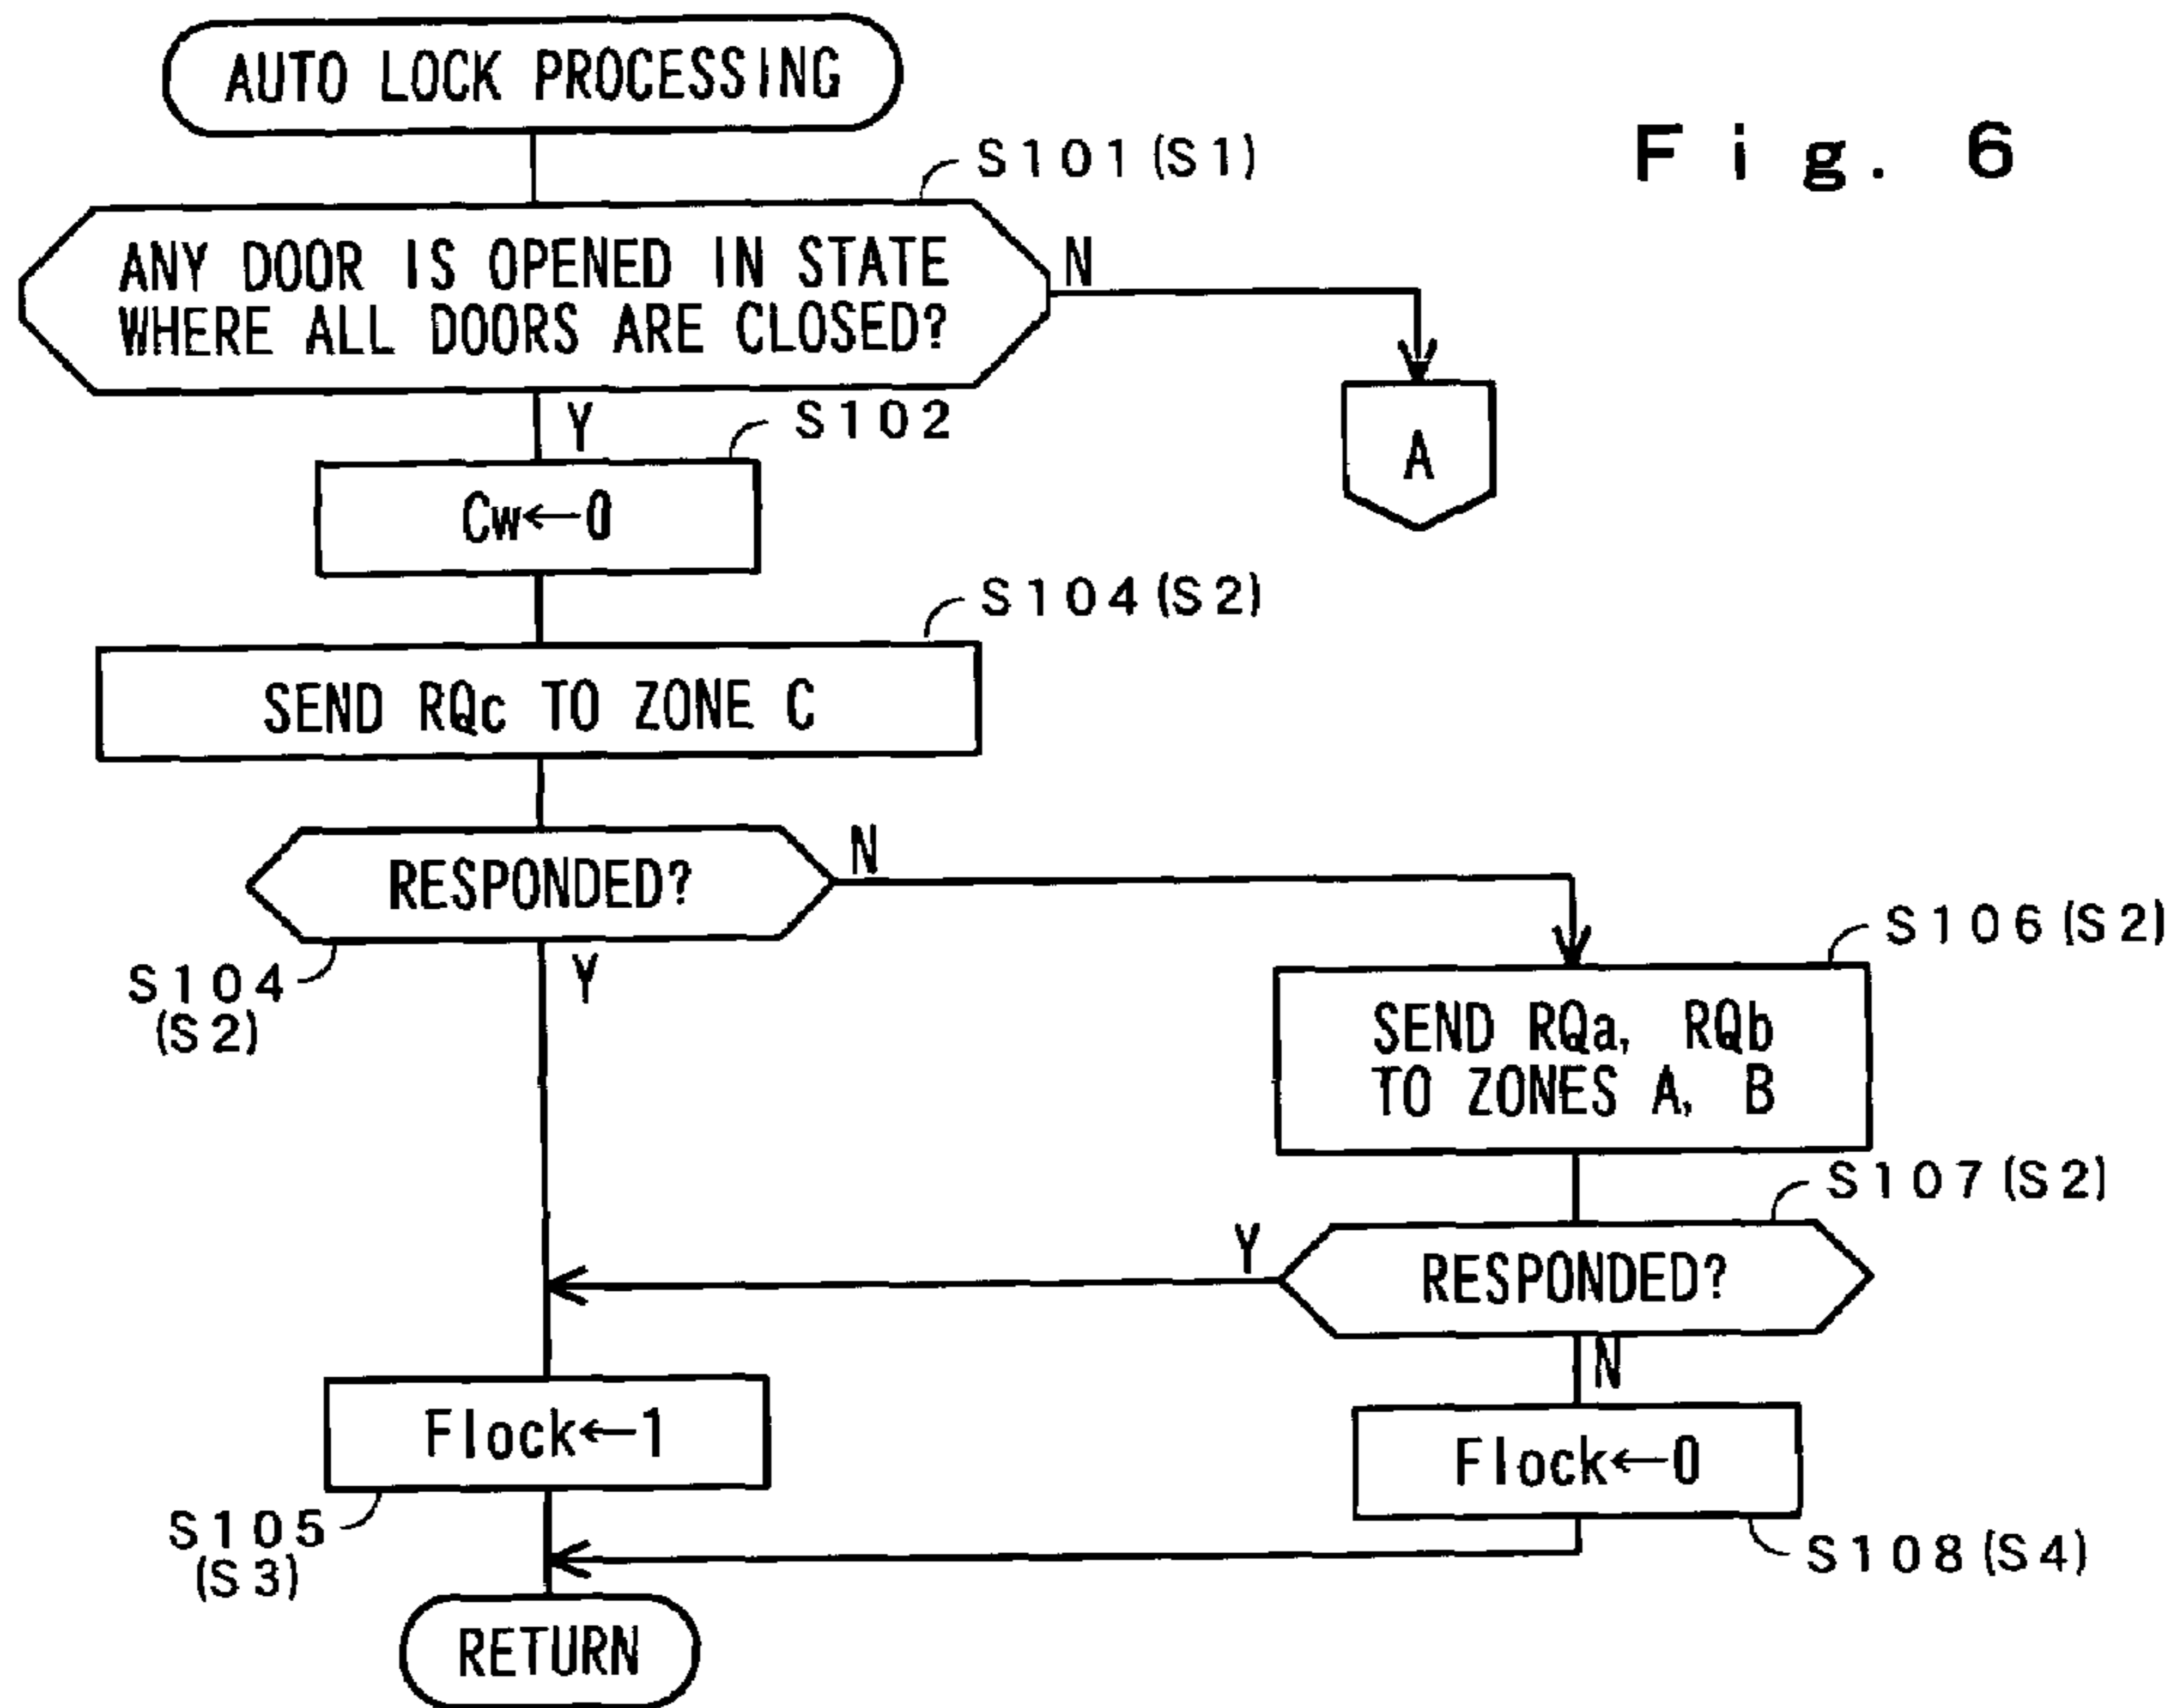 AUTO LOCK PROCESSING
Fig. 6
S101(S1)
ANY DOOR IS OPENED IN STATE
WHERE ALL DOORS ARE CLOSED?
N
A
Y
S102
Cw←0
S104(S2)
SEND RQc TO ZONE C
RESPONDED?
N
S104
(S2)
Y
S106(S2)
SEND RQa, RQb
TO ZONES A, B
S107(S2)
Y
RESPONDED?
N
Flock←1
Flock←0
S105
(S3)
S108(S4)
RETURN